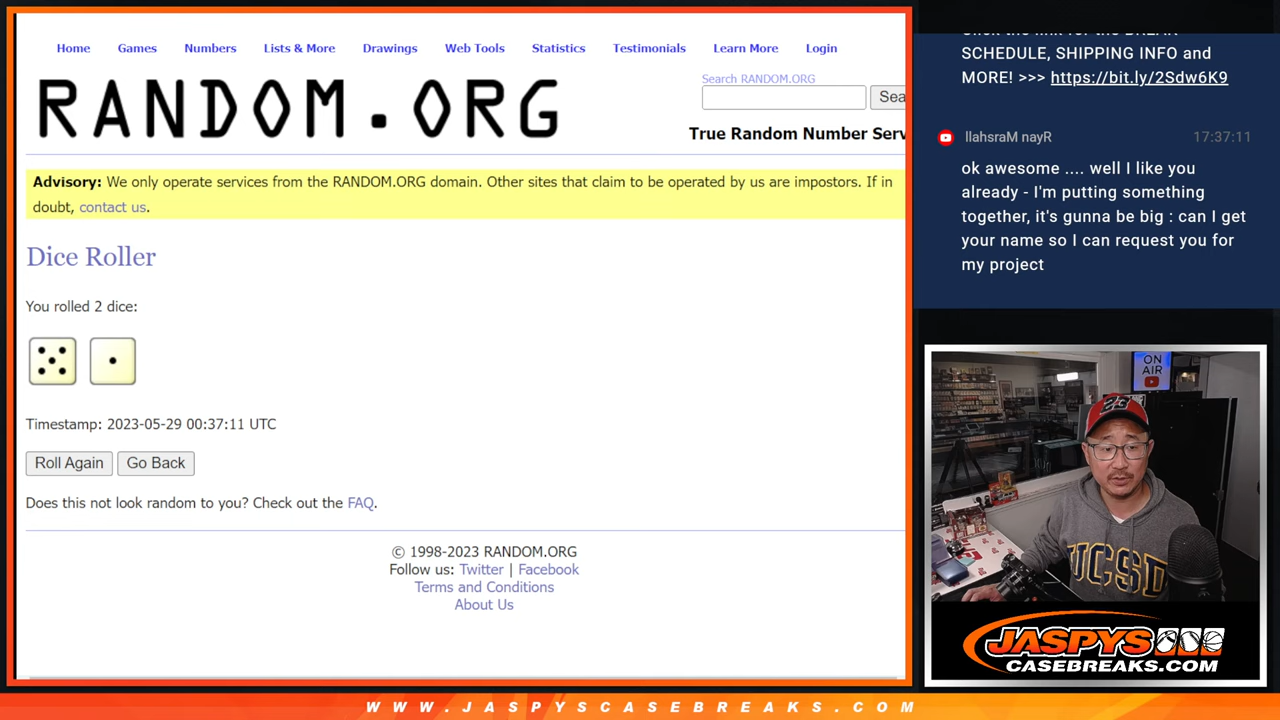 Home Games Numbers Lists & More Drawings Web Tools Statistics Testimonials Learn More Login
RANDOM.ORG
Search RANDOM.ORG
Sea
True Random Number Serv
Advisory: We only operate services from the RANDOM.ORG domain. Other sites that claim to be operated by us are impostors. If in
doubt, contact us.
Dice Roller
You rolled 2 dice:
Timestamp: 2023-05-29 00:37:11 UTC
Roll Again Go Back
Does this not look random to you? Check out the FAQ.
© 1998-2023 RANDOM.ORG
Follow us: Twitter | Facebook
Terms and Conditions
About Us
SCHEDULE, SHIPPING INFO and
MORE! >>> https://bit.ly/2Sdw6K9
llahsraM nayR 17:37:11
ok awesome .... well I like you
already - I'm putting something
together, it's gunna be big : can I get
your name so I can request you for
my project
ON
AIR
23
UCSD
JASPYS
CASEBREAKS.COM
WWW.JASPYSCASEBREAKS.COM